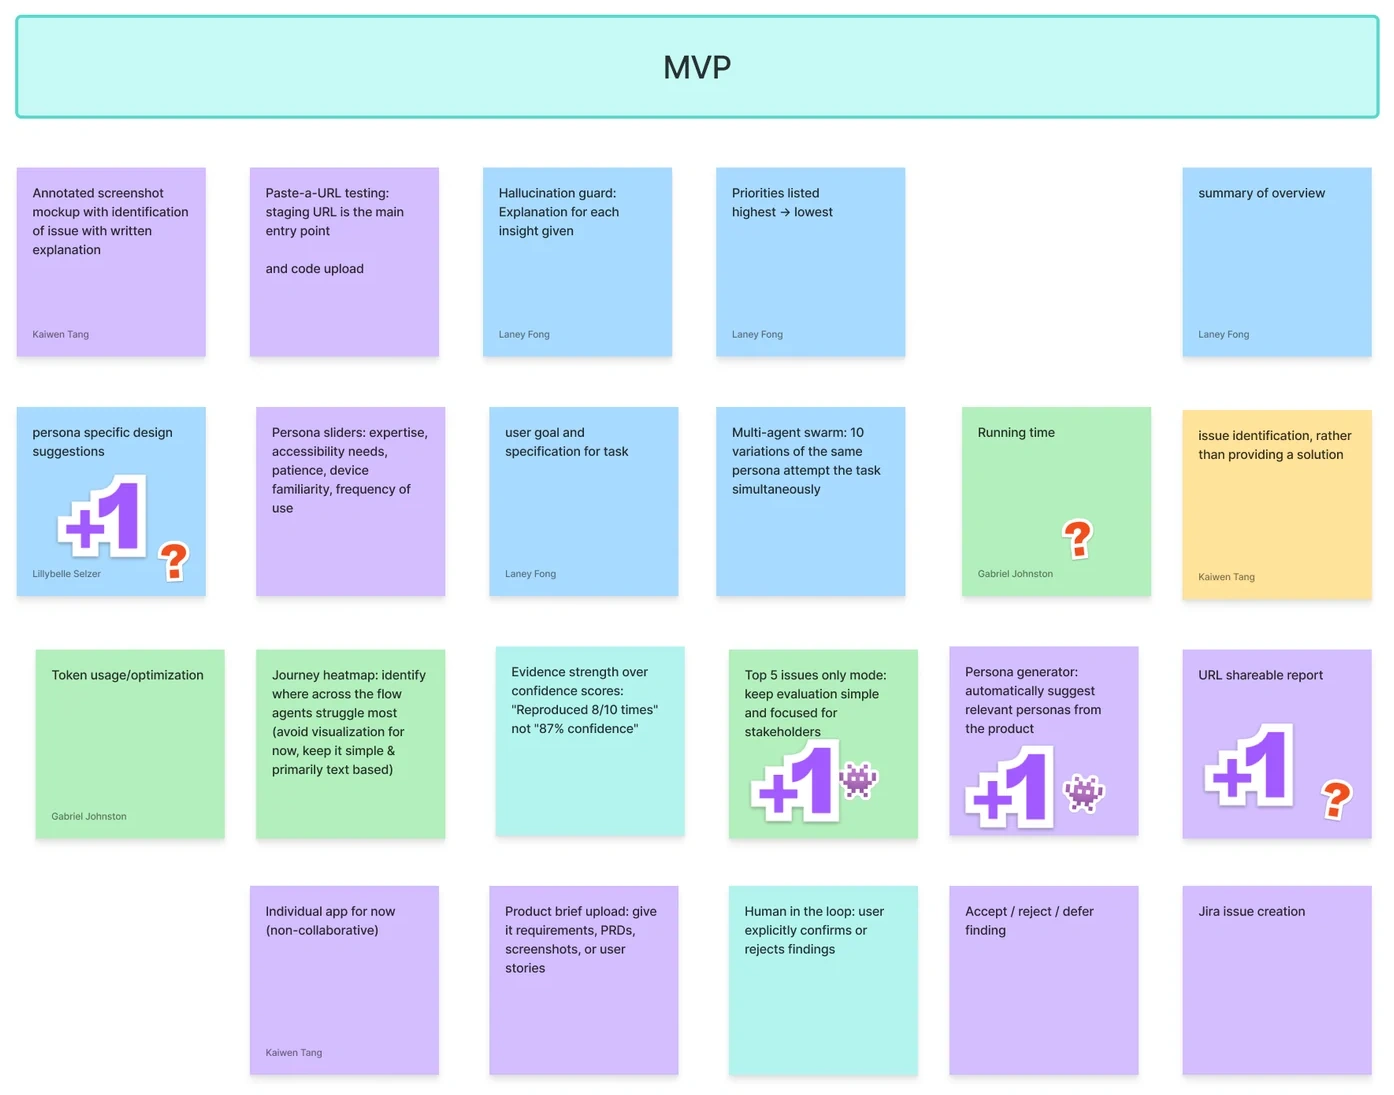 MVP
Annotated screenshot
mockup with identification
of issue with written
explanation
Kaiwen Tang
Paste-a-URL testing:
staging URL is the main
entry point
and code upload
Hallucination guard:
Explanation for each
insight given
Laney Fong
Priorities listed
highest → lowest
Laney Fong
summary of overview
Laney Fong
persona specific design
suggestions
+1
?
Lillybelle Selzer
Persona sliders: expertise,
accessibility needs,
patience, device
familiarity, frequency of
use
user goal and
specification for task
Laney Fong
Multi-agent swarm: 10
variations of the same
persona attempt the task
simultaneously
Running time
?
Gabriel Johnston
issue identification, rather
than providing a solution
Kaiwen Tang
Token usage/optimization
Gabriel Johnston
Journey heatmap: identify
where across the flow
agents struggle most
(avoid visualization for
now, keep it simple &
primarily text based)
Evidence strength over
confidence scores:
"Reproduced 8/10 times"
not "87% confidence"
Top 5 issues only mode:
keep evaluation simple
and focused for
stakeholders
+1
Persona generator:
automatically suggest
relevant personas from
the product
+1
URL shareable report
+1
?
Individual app for now
(non-collaborative)
Kaiwen Tang
Product brief upload: give
it requirements, PRDs,
screenshots, or user
stories
Human in the loop: user
explicitly confirms or
rejects findings
Accept / reject / defer
finding
Jira issue creation